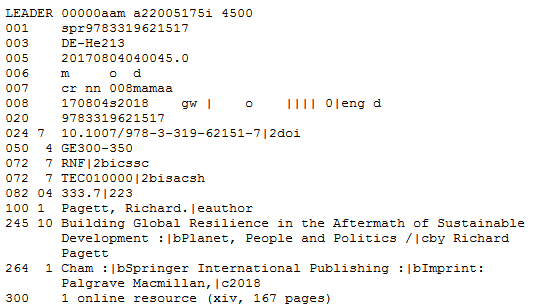 LEADER 00000aam a22005175i 4500
001 spr9783319621517
003 DE-He213
005 20170804040045.0
006 m o d
007 cr nn 008mamaa
008 170804s2018 gw | o |||| 0|eng d
020 9783319621517
024 7 10.1007/978-3-319-62151-7|2doi
050 4 GE300-350
072 7 RNF|2bicssc
072 7 TEC010000|2bisacsh
082 04 333.7|223
100 1 Pagett, Richard.|eauthor
245 10 Building Global Resilience in the Aftermath of Sustainable
Development :|bPlanet, People and Politics /|cby Richard
Pagett
264 1 Cham :|bSpringer International Publishing :|bImprint:
Palgrave Macmillan,|c2018
300 1 online resource (xiv, 167 pages)